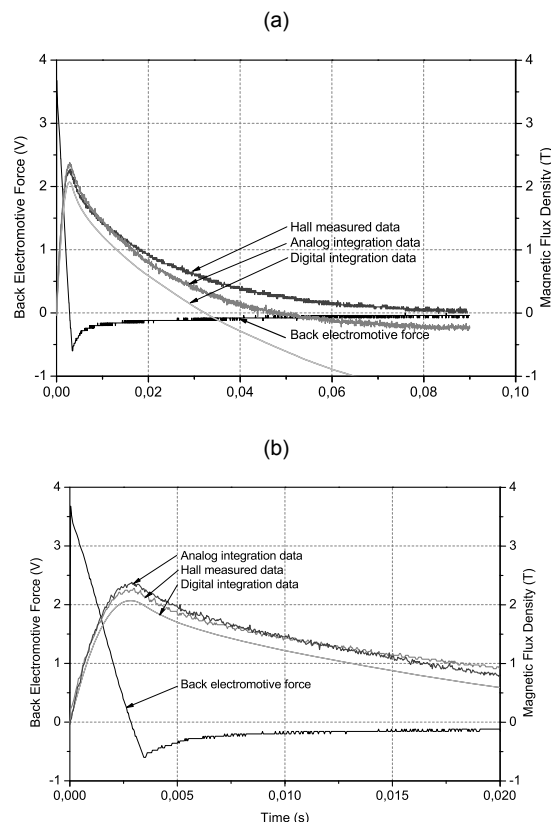 (a)
4
3
2
1
0
-1
Back Electromotive Force (V)
4
3
2
1
0
-1
Magnetic Flux Density (T)
Hall measured data
Analog integration data
Digital integration data
Back electromotive force
0,00
0,02
0,04
0,06
0,08
0,10
(b)
4
3
2
1
0
-1
Back Electromotive Force (V)
4
3
2
1
0
-1
Magnetic Flux Density (T)
Analog integration data
Hall measured data
Digital integration data
Back electromotive force
0,000
0,005
0,010
0,015
0,020
Time (s)